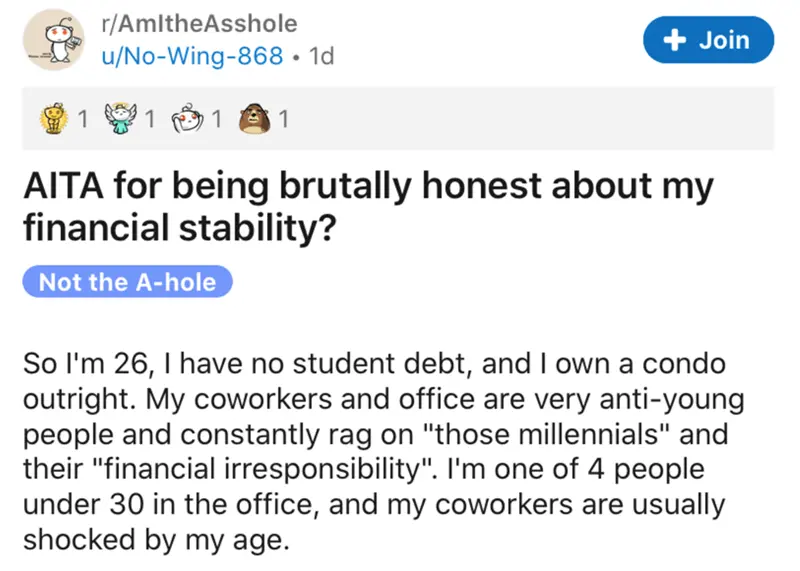 r/AmItheAsshole
u/No-Wing-868 • 1d
+ Join
1 1 1 1
AITA for being brutally honest about my
financial stability?
Not the A-hole
So I'm 26, I have no student debt, and I own a condo
outright. My coworkers and office are very anti-young
people and constantly rag on "those millennials" and
their "financial irresponsibility". I'm one of 4 people
under 30 in the office, and my coworkers are usually
shocked by my age.